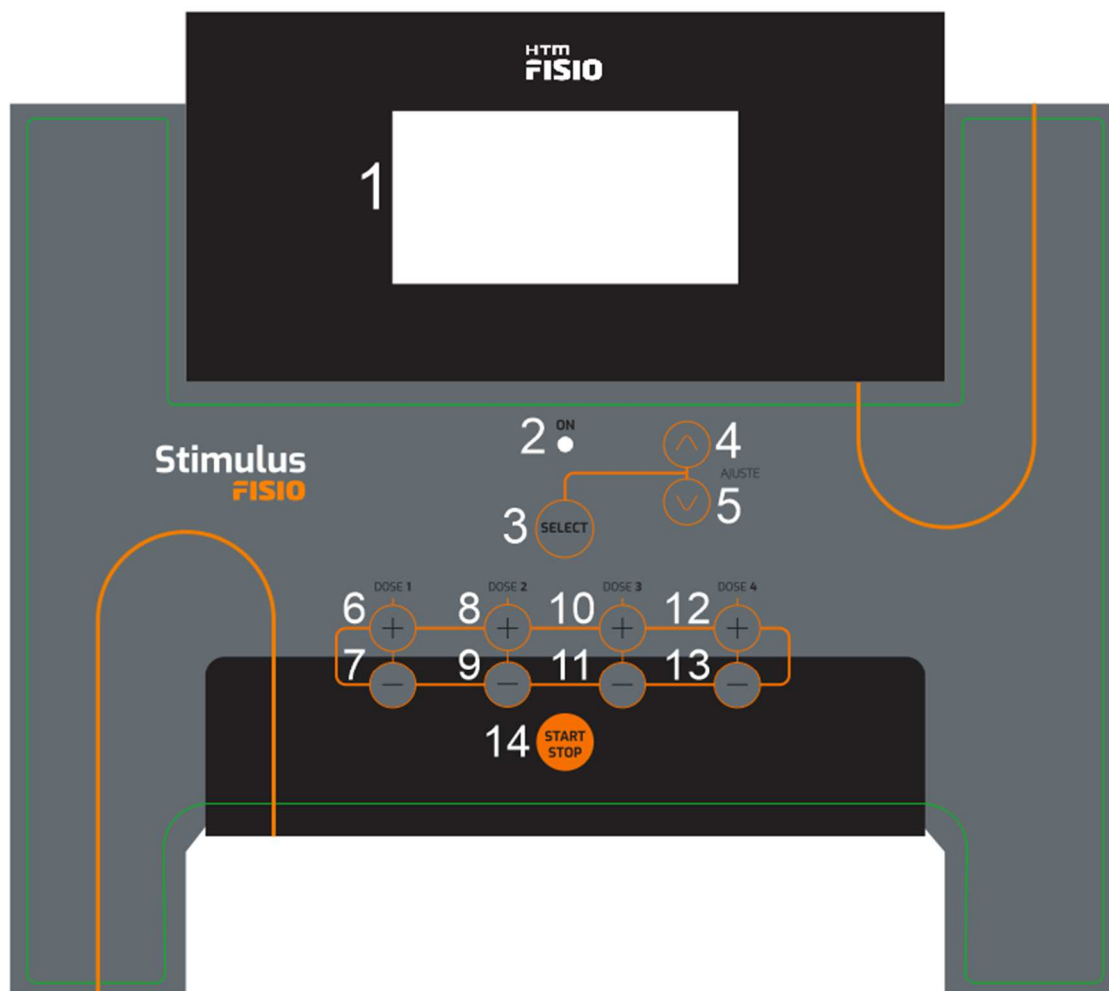 HTM
FISIO
1
2 ON
4
Stimulus
FISIO
AJUSTE
3 SELECT
5
DOSE 1 DOSE 2 DOSE 3 DOSE 4
6 + 8 + 10 + 12 +
7 − 9 − 11 − 13 −
14 START
STOP